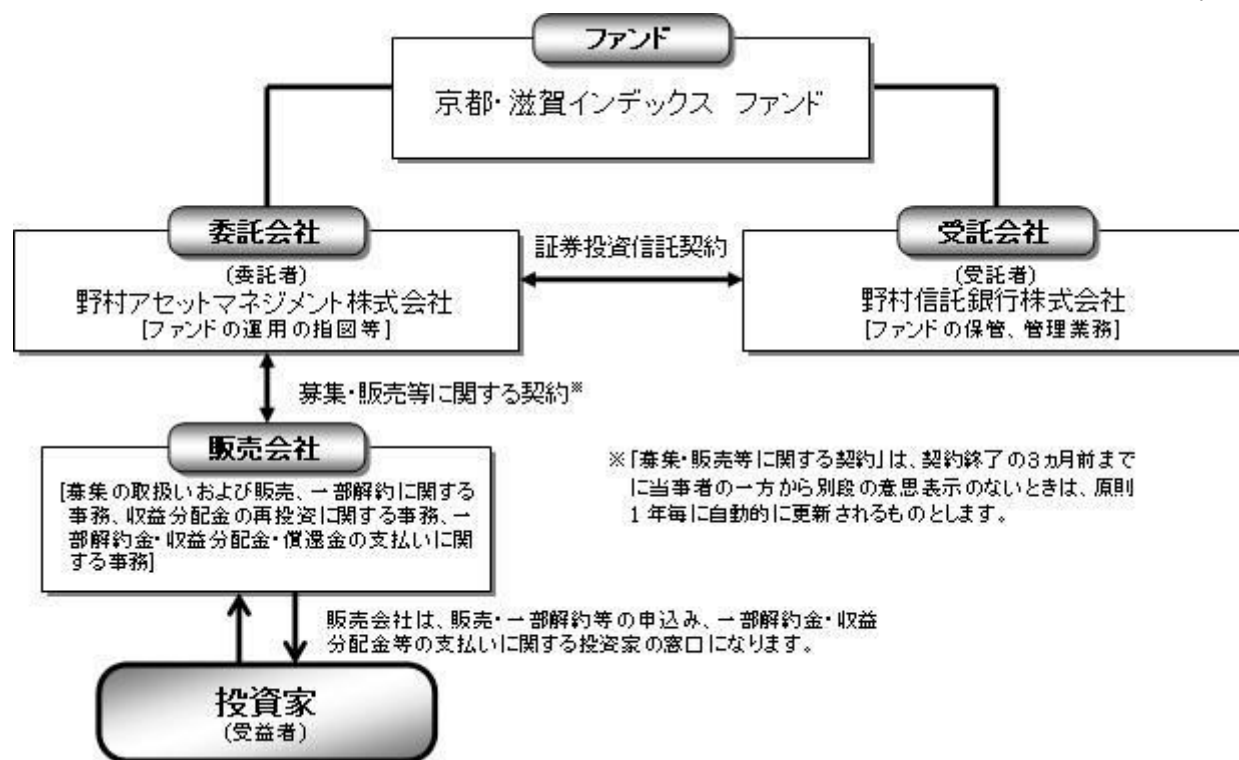 ファンド
京都・滋賀インデックス ファンド
委託会社
(委託者)
野村アセットマネジメント株式会社
[ファンドの運用の指図等]
証券投資信託契約
受託会社
(受託者)
野村信託銀行株式会社
[ファンドの保管、管理業務]
募集・販売等に関する契約※
販売会社
[募集の取扱いおよび販売、一部解約に関する
事務、収益分配金の再投資に関する事務、一
部解約金・収益分配金・償還金の支払いに関
する事務]
※「募集・販売等に関する契約」は、契約終了の3ヵ月前まで
に当事者の一方から別段の意思表示のないときは、原則
1年毎に自動的に更新されるものとします。
販売会社は、販売・一部解約等の申込み、一部解約金・収益
分配金等の支払いに関する投資家の窓口になります。
投資家
(受益者)